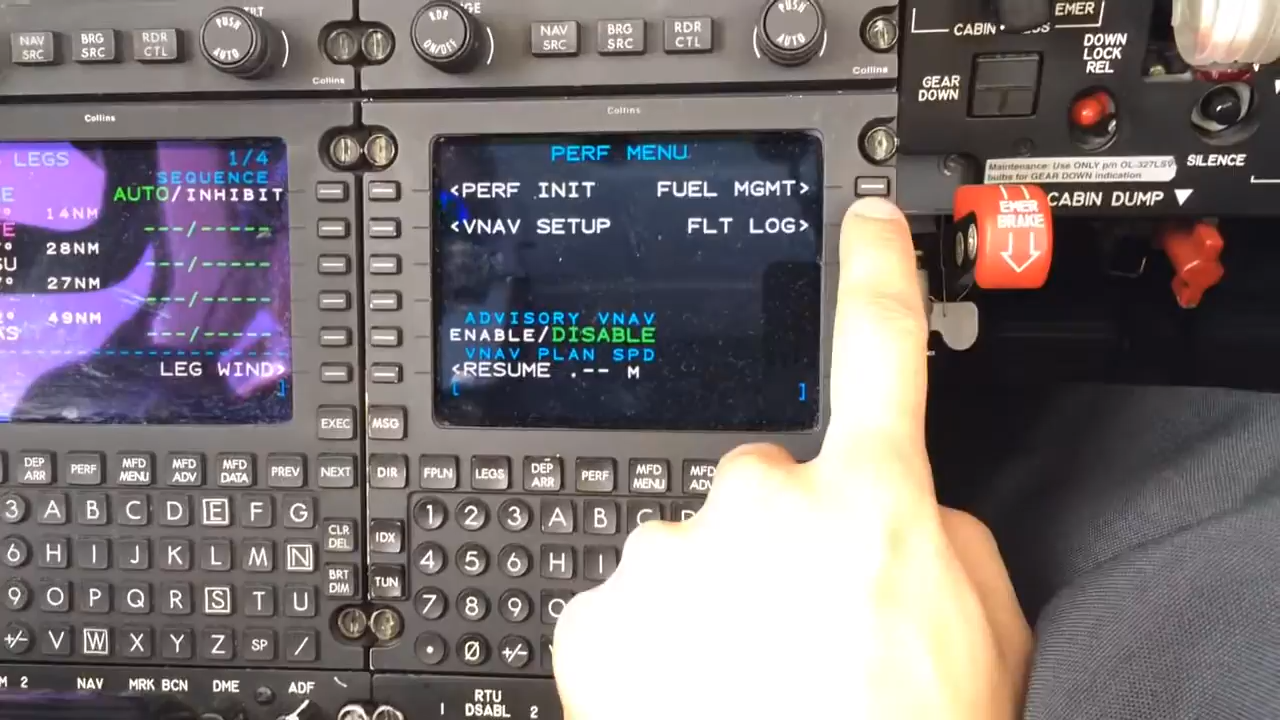 TILT
PUSH AUTO
NAV SRC
BRG SRC
RDR CTL
Collins
RDR ON/OFF
NAV SRC
BRG SRC
RDR CTL
PUSH AUTO
Collins
EMER
CABIN
DOWN LOCK REL
GEAR DOWN
SILENCE
Maintenance: Use ONLY p/n OL-327LSV
bulbs for GEAR DOWN indication
EMER BRAKE
CABIN DUMP
Collins
LEGS 1/4
SEQUENCE
AUTO/INHIBIT
14NM ---/-----
28NM
---/-----
27NM
---/-----
49NM
---/-----
LEG WIND>
]
Collins
PERF MENU
<PERF INIT FUEL MGMT>
<VNAV SETUP FLT LOG>
ADVISORY VNAV
ENABLE/DISABLE
VNAV PLAN SPD
<RESUME .-- M
[ ]
EXEC
DEP ARR
PERF
MFD MENU
MFD ADV
MFD DATA
PREV
NEXT
3 A B C D E F G
CLR DEL
6 H I J K L M N
BRT DIM
9 O P Q R S T U
+/- V W X Y Z SP /
MSG
DIR
FPLN
LEGS
DEP ARR
PERF
MFD MENU
MFD ADV
IDX
1 2 3 A B C
TUN
4 5 6 H I
7 8 9 O
. 0 +/-
2 NAV MRK BCN DME ADF
RTU DSABL
1 2